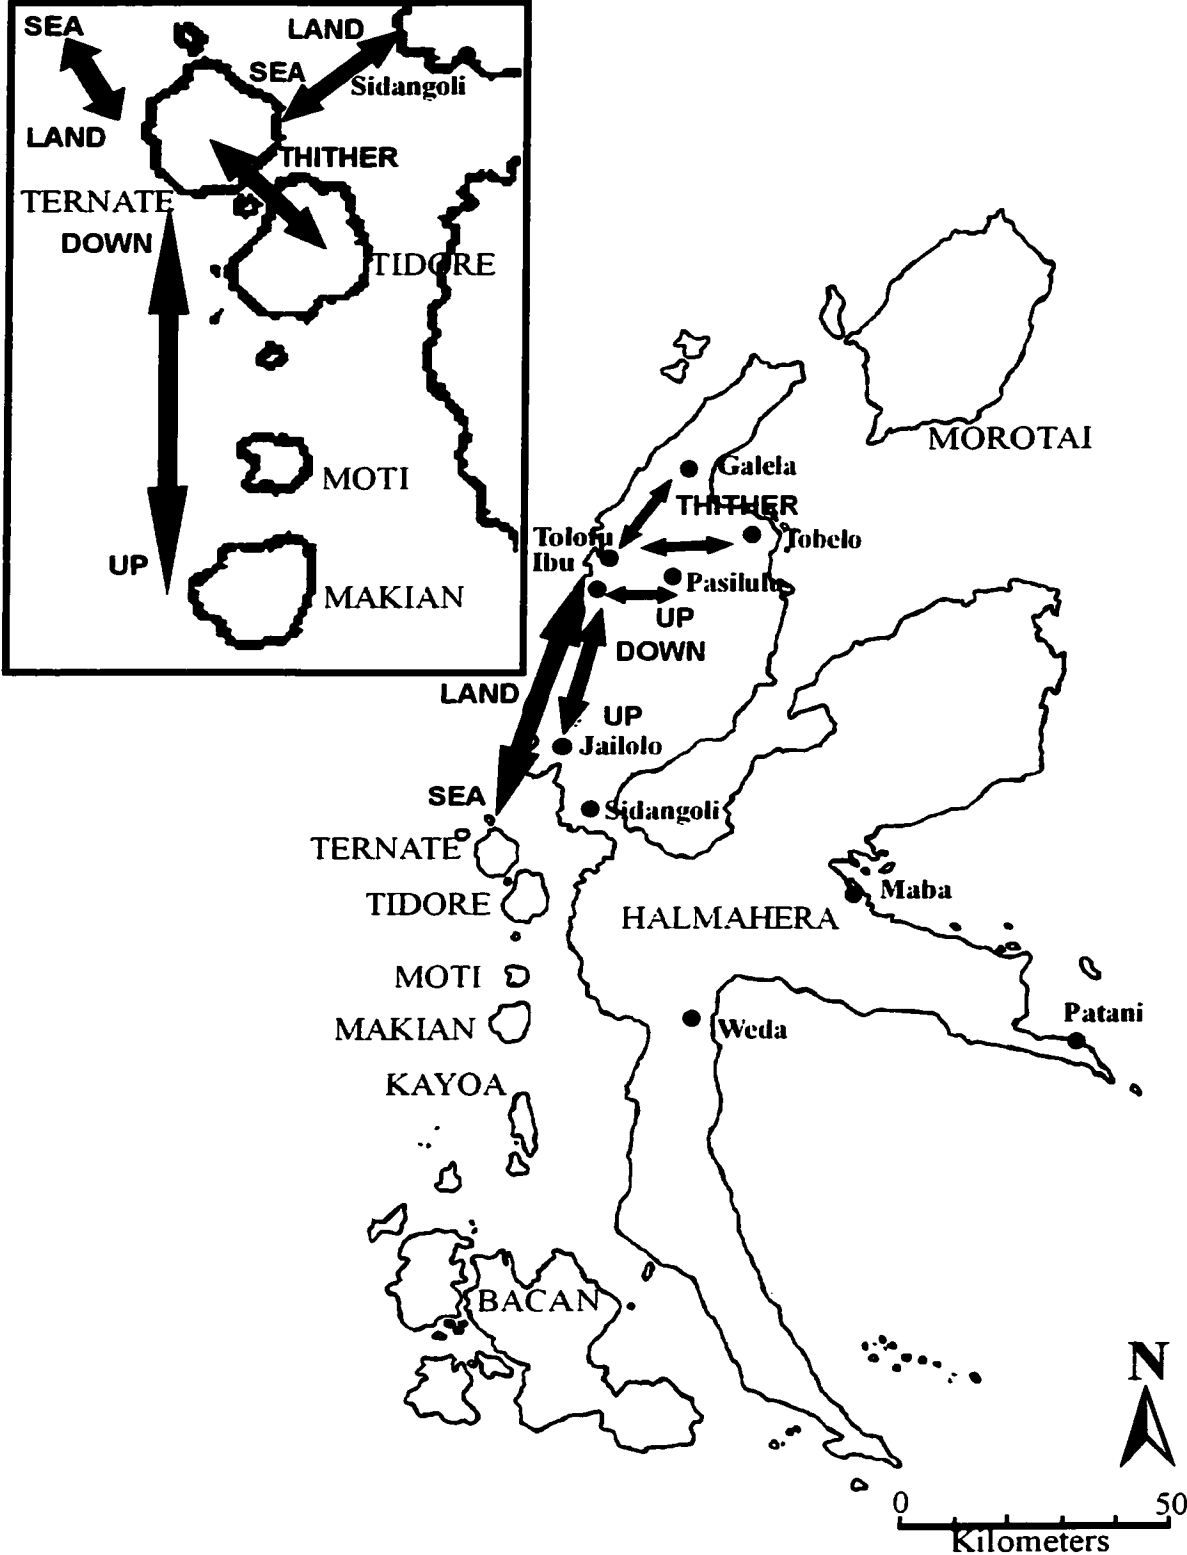 SEA
LAND
SEA
Sidangoli
LAND
THITHER
TERNATE
DOWN
TIDORE
MOTI
UP
MAKIAN
MOROTAI
Galela
THITHER
Tolofu
Tobelo
Ibu
Pasilulu
UP
DOWN
LAND
UP
Jailolo
SEA
Sidangoli
TERNATE
TIDORE
Maba
HALMAHERA
MOTI
Patani
MAKIAN
Weda
KAYOA
BACAN
N
0 50
Kilometers